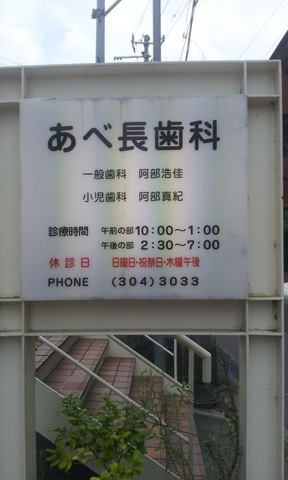 あべ長歯科
一般歯科 阿部浩佳
小児歯科 阿部真紀
診療時間 午前の部 10:00〜1:00
午後の部 2:30〜7:00
休診日 日曜日・祝祭日・木曜午後
PHONE (304)3033